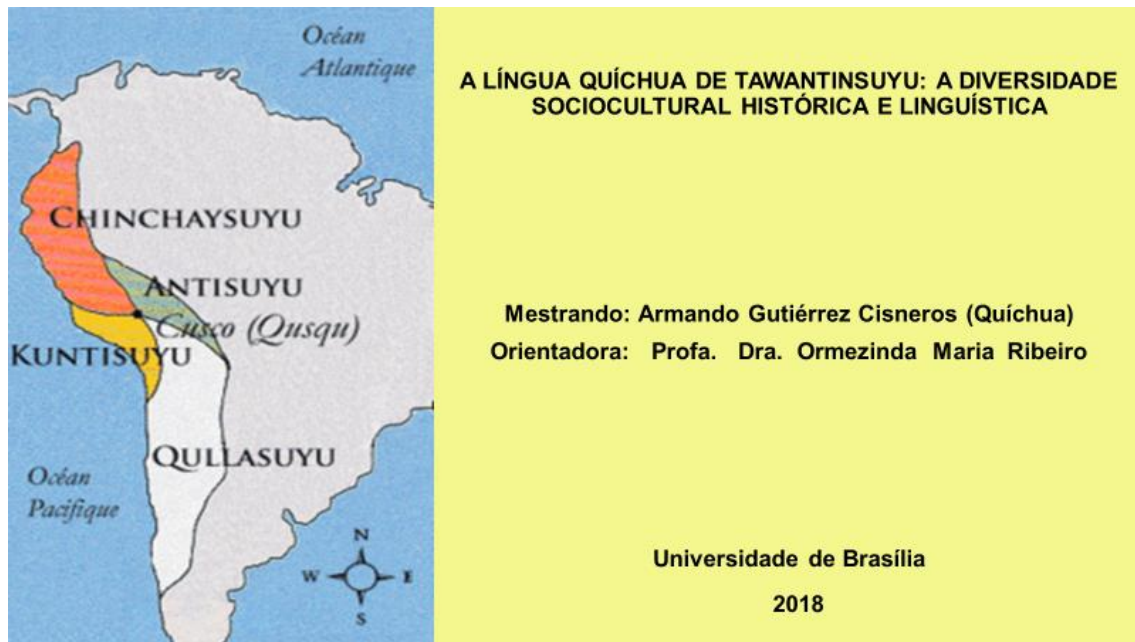 Océan
Atlantique
CHINCHAYSUYU
ANTISUYU
Cusco (Qusqu)
KUNTISUYU
QULLASUYU
Océan
Pacifique
N
W
E
S
A LÍNGUA QUÍCHUA DE TAWANTINSUYU: A DIVERSIDADE
SOCIOCULTURAL HISTÓRICA E LINGUÍSTICA
Mestrando: Armando Gutiérrez Cisneros (Quíchua)
Orientadora: Profa. Dra. Ormezinda Maria Ribeiro
Universidade de Brasília
2018